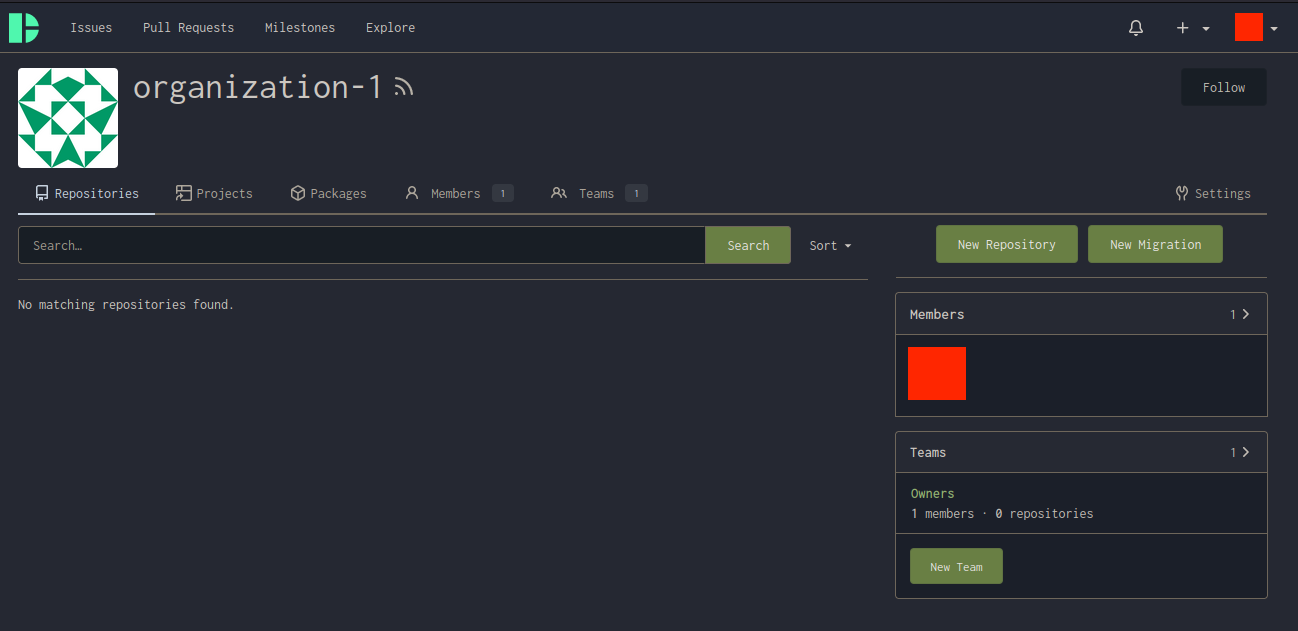 Issues Pull Requests Milestones Explore
organization-1
Follow
Repositories Projects Packages Members 1 Teams 1 Settings
Search…
Search
Sort
New Repository New Migration
No matching repositories found.
Members 1
Teams 1
Owners
1 members · 0 repositories
New Team